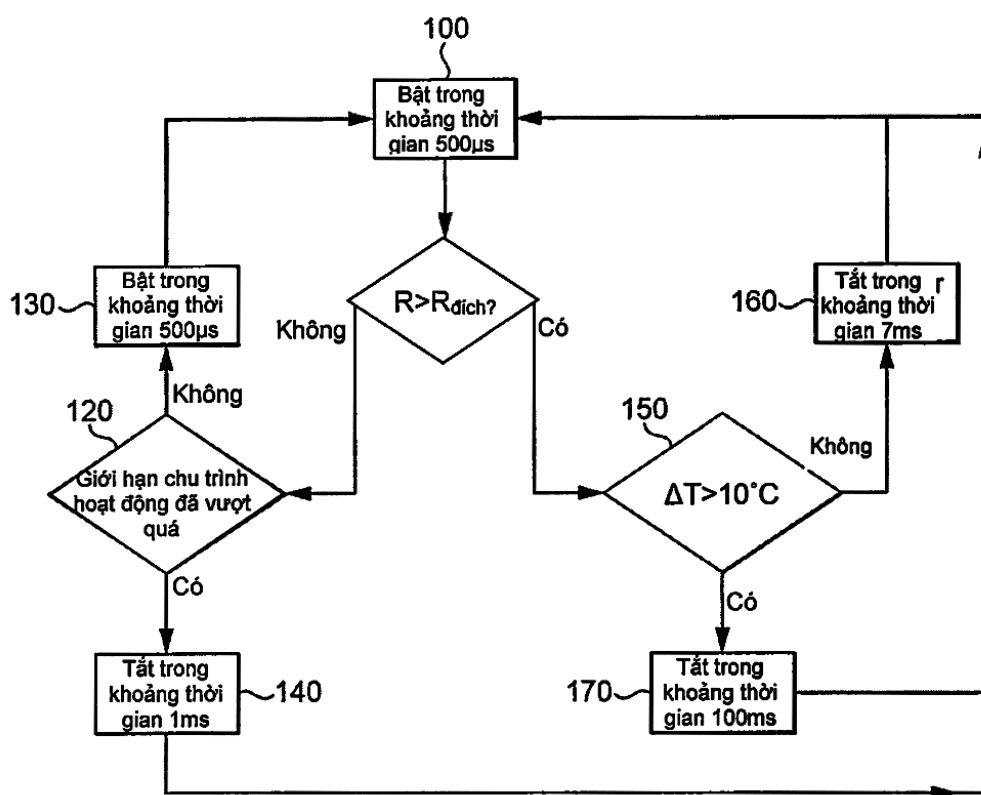 100
Bật trong
khoảng thời
gian 500µs
130
Bật trong
khoảng thời
gian 500µs
R>Rđích?
Không
Có
160
Tắt trong r
khoảng thời
gian 7ms
Không
120
Giới hạn chu trình
hoạt động đã vượt
quá
150
ΔT>10°C
Không
Có
Có
Tắt trong
khoảng thời
gian 1ms
140
170
Tắt trong
khoảng thời
gian 100ms